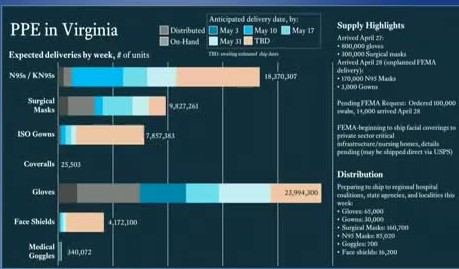 PPE in Virginia
Anticipated delivery date, by:
Distributed
May 3
May 10
May 17
On-Hand
May 31
TBD
Expected deliveries by week, # of units
TBD: awaiting estimated ship dates
N95s / KN95s
18,370,307
Surgical
Masks
9,827,261
ISO Gowns
7,857,383
Coveralls
25,503
Gloves
23,994,300
Face Shields
4,172,100
Medical
Goggles
340,072
Supply Highlights
Arrived April 27:
• 800,000 gloves
• 300,000 Surgical masks
Arrived April 28 (unplanned FEMA
delivery):
• 170,000 N95 Masks
• 3,000 Gowns
Pending FEMA Request: Ordered 100,000
swabs, 14,000 arrived April 28
FEMA-beginning to ship facial coverings to
private sector critical
infrastructure/nursing homes, details
pending (may be shipped direct via USPS)
Distribution
Preparing to ship to regional hospital
coalitions, state agencies, and localities this
week:
• Gloves: 65,000
• Gowns: 30,000
• Surgical Masks: 160,700
• N95 Masks: 85,020
• Goggles: 700
• Face shields: 16,200